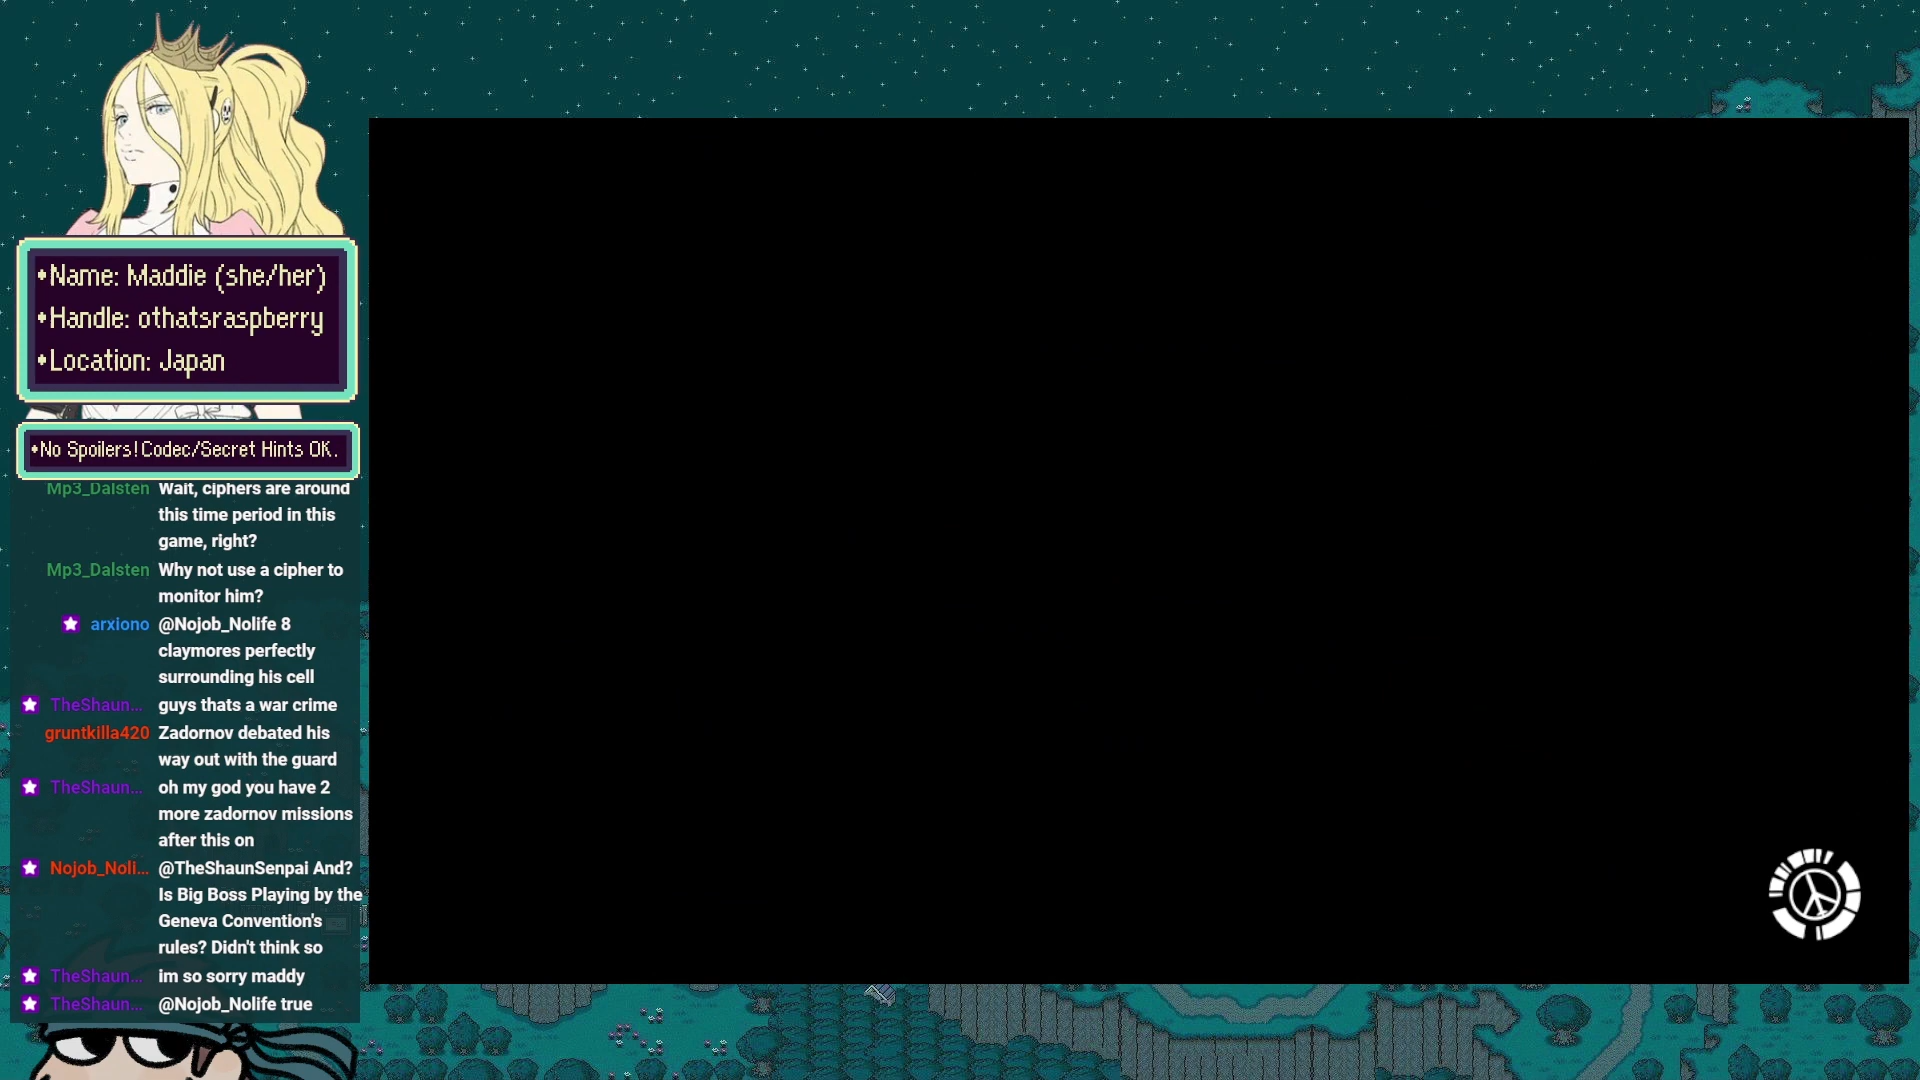 •Name: Maddie (she/her)
•Handle: othatsraspberry
•Location: Japan
•No Spoilers!Codec/Secret Hints OK.
Mp3_Dalsten Wait, ciphers are around
this time period in this
game, right?
Mp3_Dalsten Why not use a cipher to
monitor him?
arxiono @Nojob_Nolife 8
claymores perfectly
surrounding his cell
TheShaun... guys thats a war crime
gruntkilla420 Zadornov debated his
way out with the guard
TheShaun... oh my god you have 2
more zadornov missions
after this on
Nojob_Noli... @TheShaunSenpai And?
Is Big Boss Playing by the
Geneva Convention's
rules? Didn't think so
TheShaun... im so sorry maddy
TheShaun... @Nojob_Nolife true